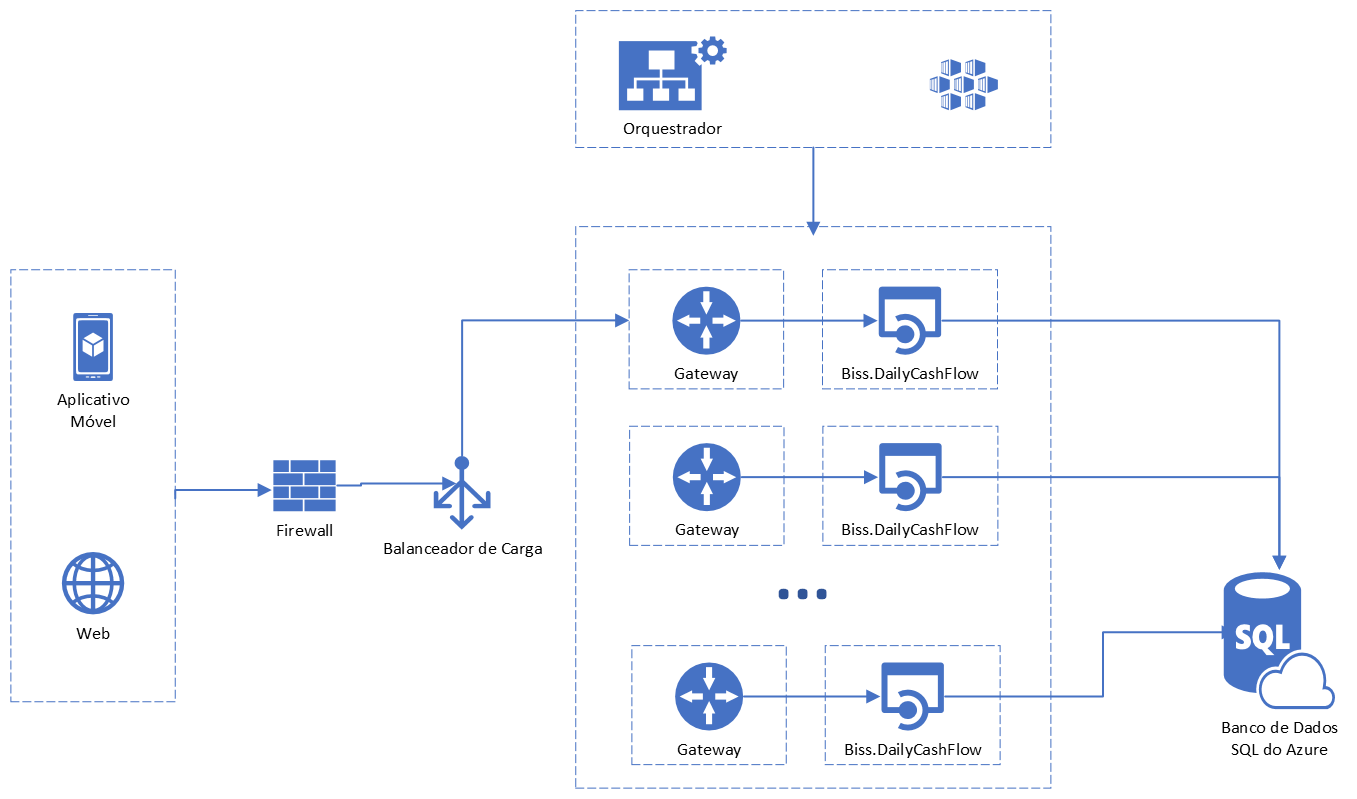 Orquestrador
Aplicativo
Móvel
Web
Firewall
Balanceador de Carga
Gateway
Biss.DailyCashFlow
Gateway
Biss.DailyCashFlow
Gateway
Biss.DailyCashFlow
SQL
Banco de Dados
SQL do Azure